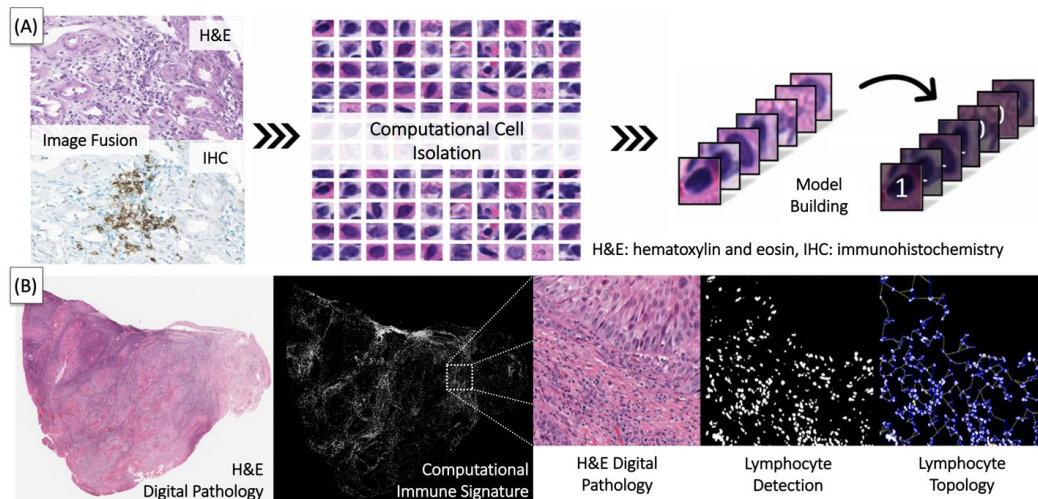 (A)
H&E
Image Fusion
IHC
Computational Cell
Isolation
Model
Building
1
0
H&E: hematoxylin and eosin, IHC: immunohistochemistry
(B)
H&E
Digital Pathology
Computational
Immune Signature
H&E Digital
Pathology
Lymphocyte
Detection
Lymphocyte
Topology